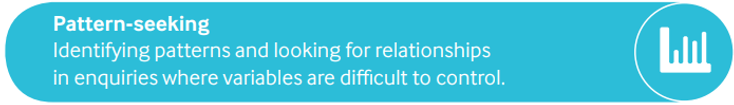 Pattern-seeking
Identifying patterns and looking for relationships
in enquiries where variables are difficult to control.